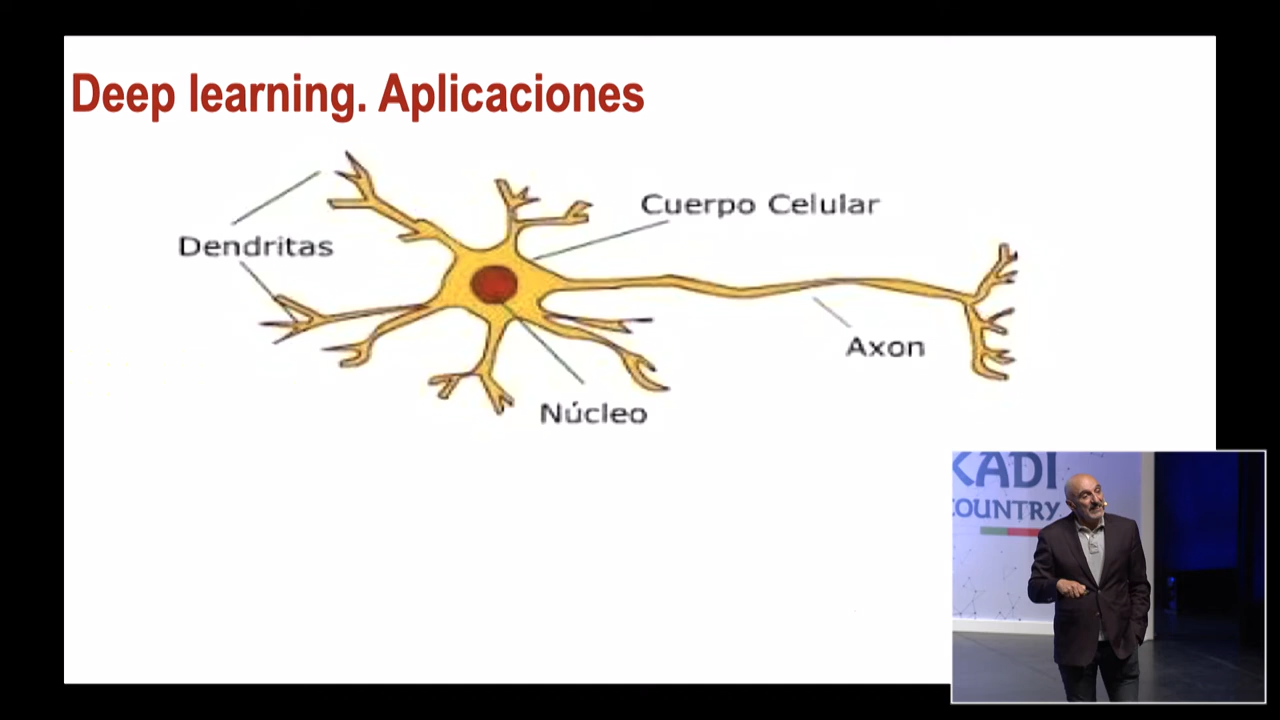 Deep learning. Aplicaciones
Cuerpo Celular
Dendritas
Axon
Núcleo
KADI
COUNTRY